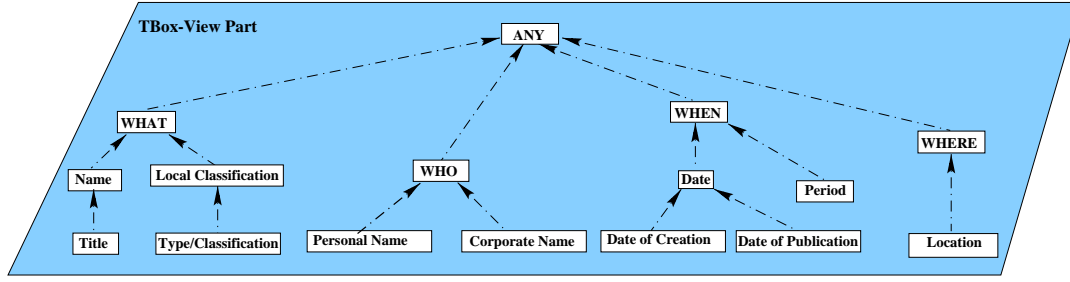 TBox-View Part
ANY
WHAT
WHEN
WHERE
Name
Local Classification
WHO
Date
Period
Title
Type/Classification
Personal Name
Corporate Name
Date of Creation
Date of Publication
Location